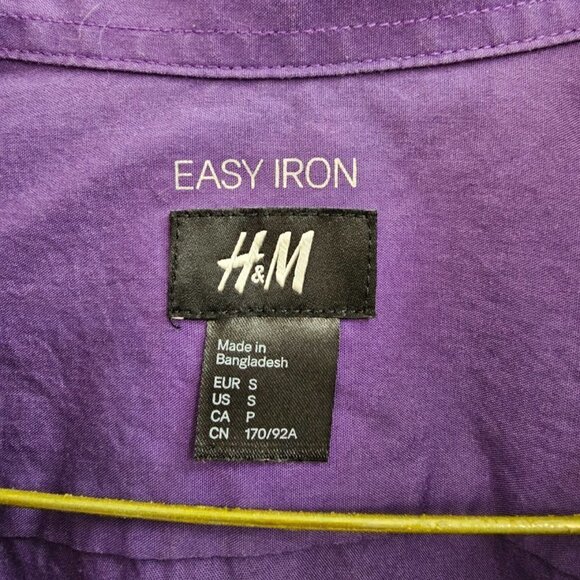 EASY IRON
H&M
Made in
Bangladesh
EUR S
US S
CA P
CN 170/92A